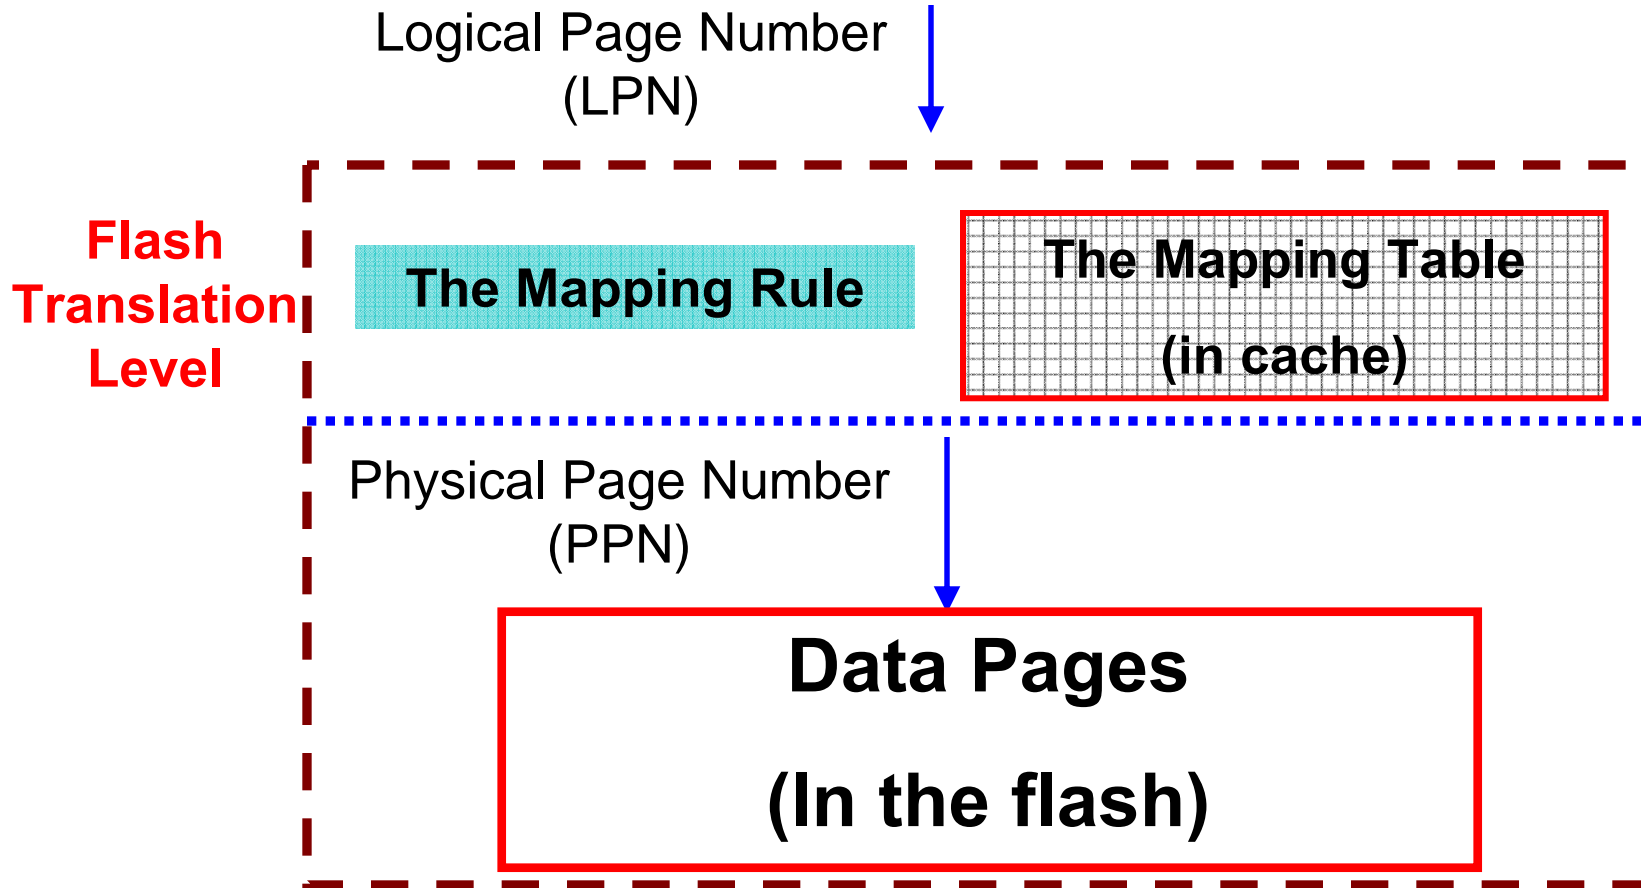 Logical Page Number
(LPN)
Flash
Translation
Level
The Mapping Rule
The Mapping Table
(in cache)
Physical Page Number
(PPN)
Data Pages
(In the flash)